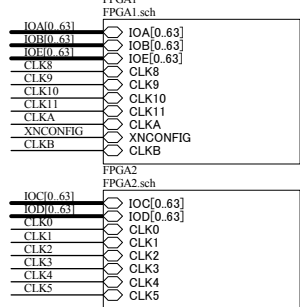 FPGA1
FPGA1.sch
IOA[0..63] IOA[0..63]
IOB[0..63] IOB[0..63]
IOE[0..63] IOE[0..63]
CLK8 CLK8
CLK9 CLK9
CLK10 CLK10
CLK11 CLK11
CLKA CLKA
XNCONFIG XNCONFIG
CLKB CLKB
FPGA2
FPGA2.sch
IOC[0..63] IOC[0..63]
IOD[0..63] IOD[0..63]
CLK0 CLK0
CLK1 CLK1
CLK2 CLK2
CLK3 CLK3
CLK4 CLK4
CLK5 CLK5